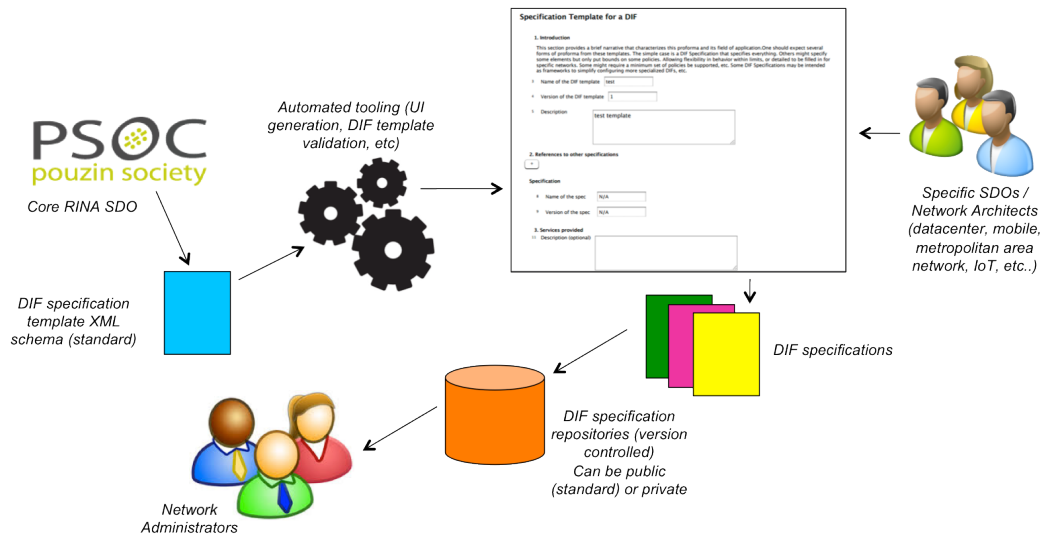 PSOC
pouzin society
Core RINA SDO
DIF specification
template XML
schema (standard)
Automated tooling (UI
generation, DIF template
validation, etc)
Specification Template for a DIF
1. Introduction
This section provides a brief narrative that characterizes this proforma and its field of application.One should expect several
forms of proforma from these templates. The simple case is a DIF Specification that specifies everything. Others might specify
some elements but only put bounds on some policies. Allowing flexibility in behavior within limits, or detailed to be filled in for
specific networks. Some might require a minimum set of policies be supported, etc. Some DIF Specifications may be intended
as frameworks to simplify configuring more specialized DIFs, etc.
Name of the DIF template test
Version of the DIF template 1
Description test template
2. References to other specifications
Specification
Name of the spec N/A
Version of the spec N/A
3. Services provided
Description (optional)
Specific SDOs /
Network Architects
(datacenter, mobile,
metropolitan area
network, IoT, etc..)
DIF specifications
DIF specification
repositories (version
controlled)
Can be public
(standard) or private
Network
Administrators